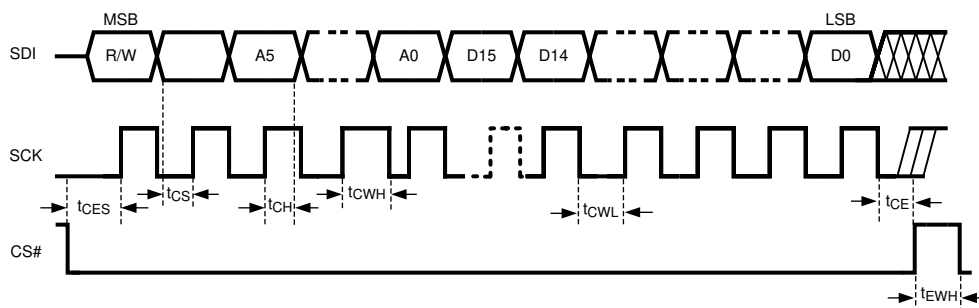 MSB LSB
SDI R/W A5 A0 D15 D14 D0
SCK
tCES tCS tCH tCWH tCWL tCE
CS#
tEWH